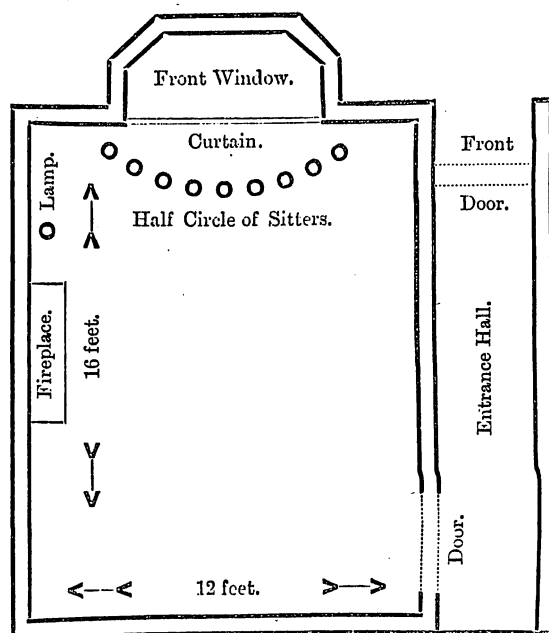 Front Window.
Curtain.
Front
Lamp.
Half Circle of Sitters.
Door.
Fireplace.
16 feet.
Entrance Hall.
Door.
12 feet.